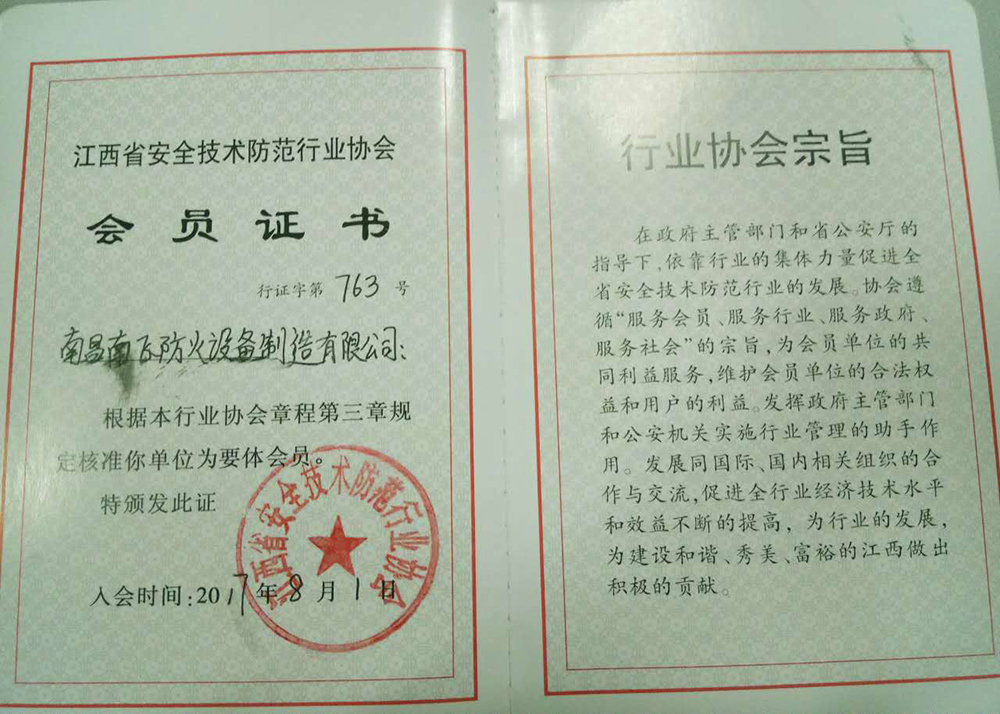 江西省安全技术防范行业协会
会员证书
行证字第 763 号
南昌南飞防火设备制造有限公司:
根据本行业协会章程第三章规
定核准你单位为要体会员。
特颁发此证
江西省安全技术防范行业协会
入会时间:2017年8月1日
行业协会宗旨
在政府主管部门和省公安厅的
指导下,依靠行业的集体力量促进全
省安全技术防范行业的发展。协会遵
循“服务会员、服务行业、服务政府、
服务社会”的宗旨,为会员单位的共
同利益服务,维护会员单位的合法权
益和用户的利益。发挥政府主管部门
和公安机关实施行业管理的助手作
用。发展同国际、国内相关组织的合
作与交流,促进全行业经济技术水平
和效益不断的提高,为行业的发展,
为建设和谐、秀美、富裕的江西做出
积极的贡献。